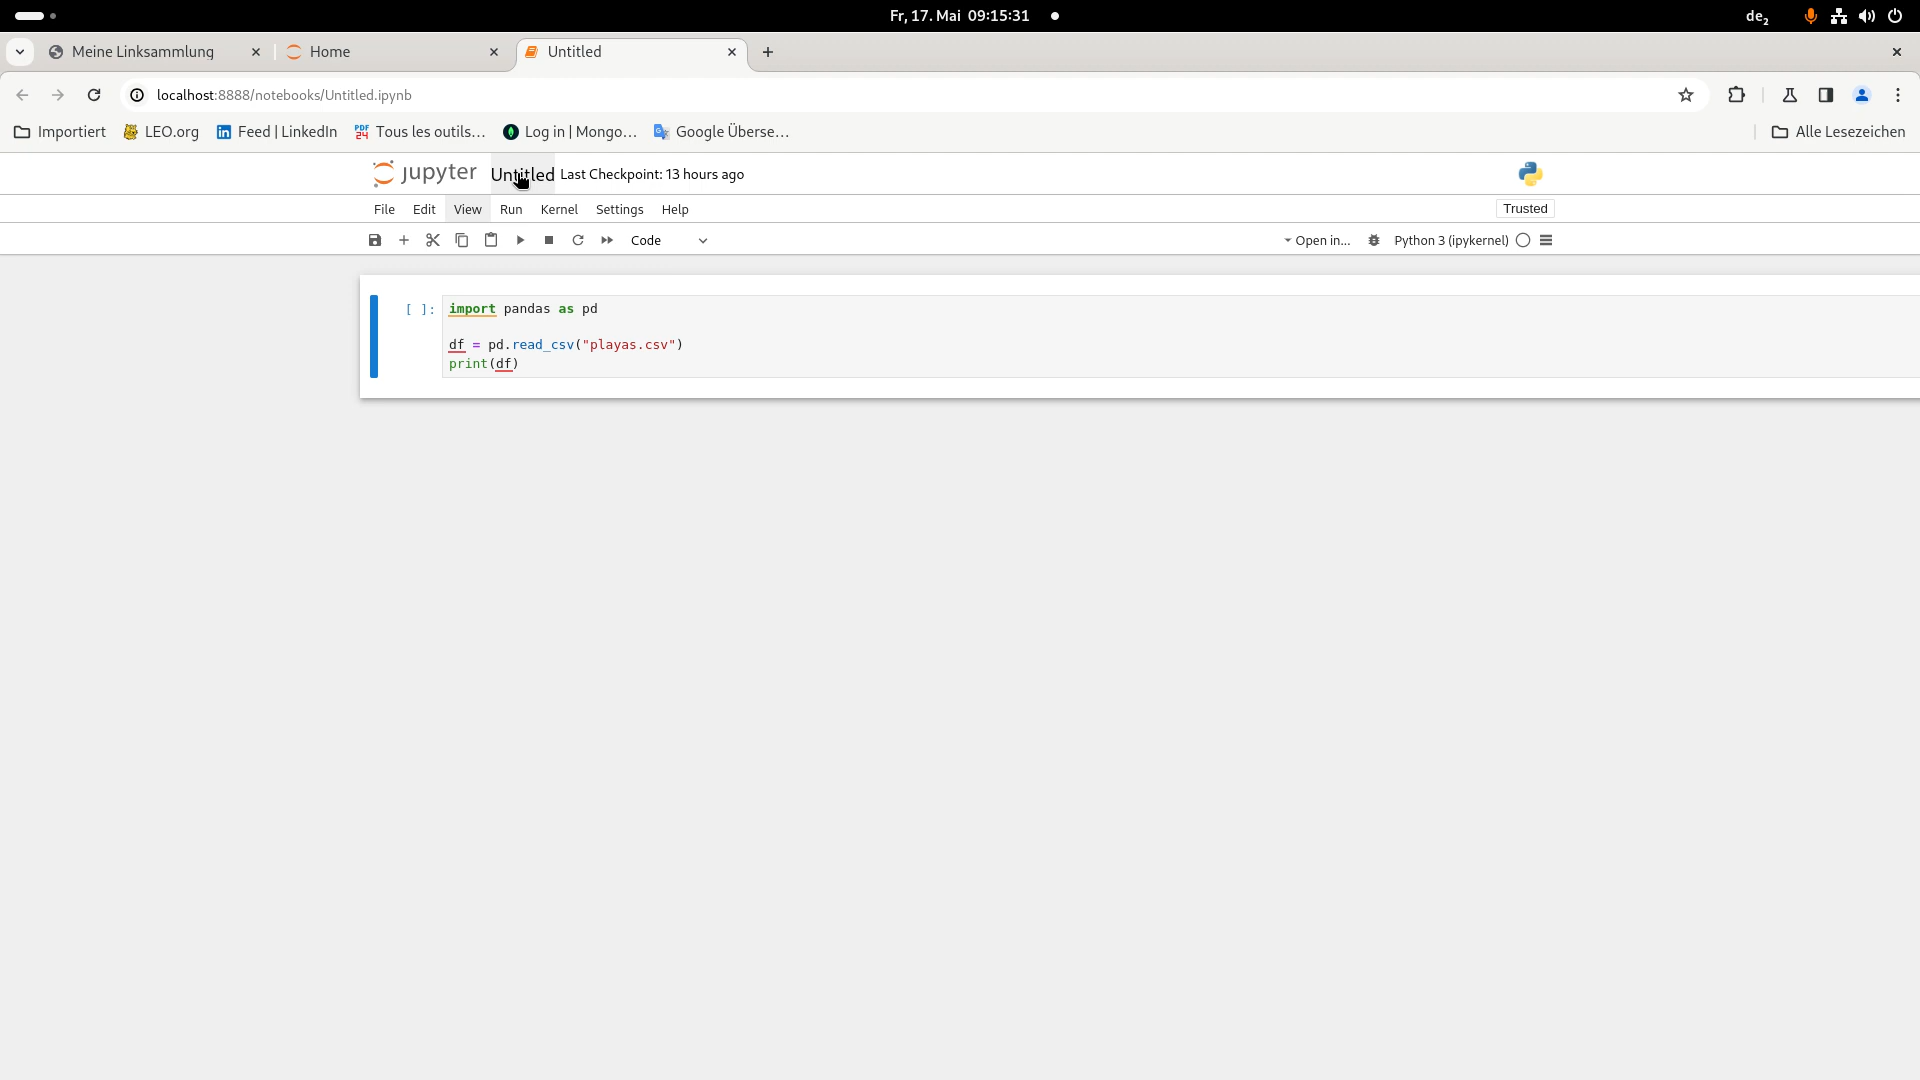 Fr, 17. Mai 09:15:31
de2
Meine Linksammlung
Home
Untitled
localhost:8888/notebooks/Untitled.ipynb
Importiert
LEO.org
Feed | LinkedIn
PDF 24
Tous les outils…
Log in | Mongo…
Google Überse…
Alle Lesezeichen
jupyter
Untitled
Last Checkpoint: 13 hours ago
File Edit View Run Kernel Settings Help
Trusted
Code
Open in...
Python 3 (ipykernel)
[ ]:
import pandas as pd
df = pd.read_csv("playas.csv")
print(df)